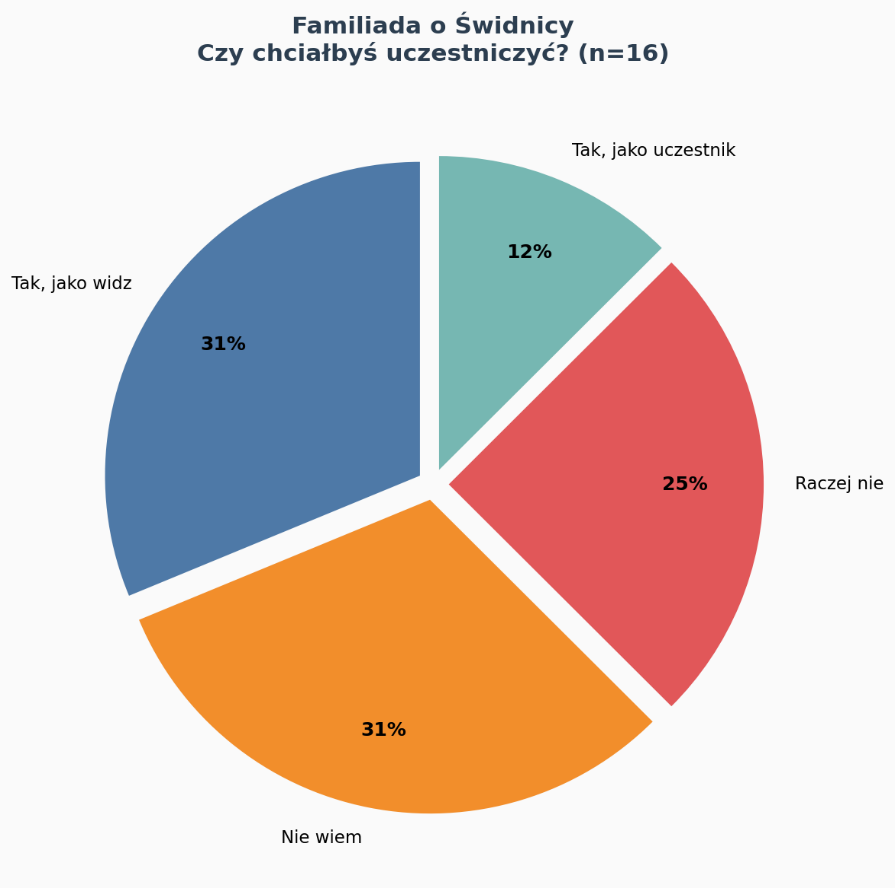 Familiada o Świdnicy
Czy chciałbyś uczestniczyć? (n=16)
Tak, jako uczestnik
12%
Tak, jako widz
31%
25%
Raczej nie
31%
Nie wiem